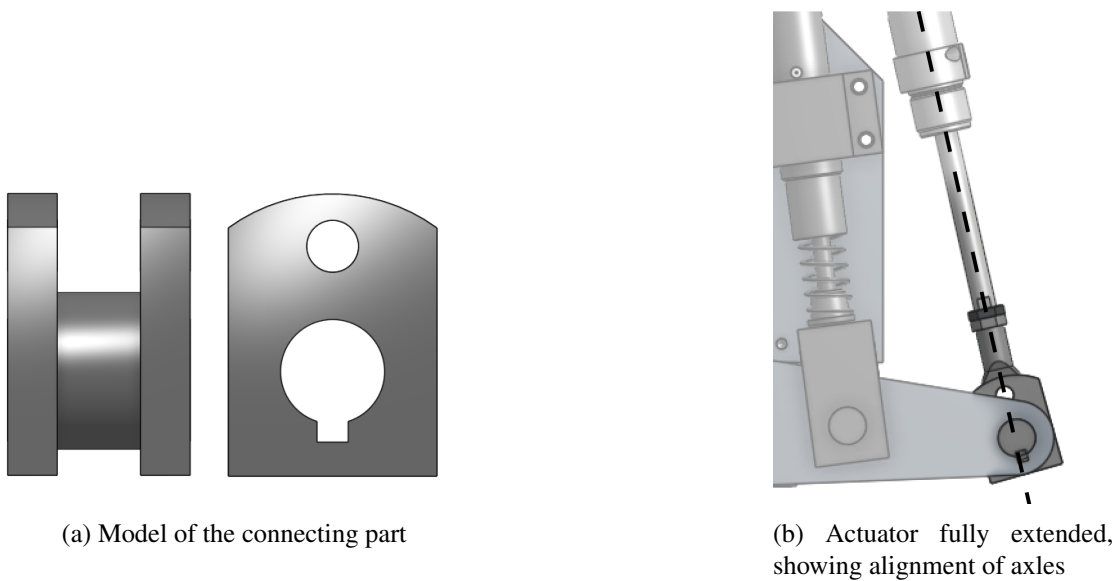 (a) Model of the connecting part
(b) Actuator fully extended,
showing alignment of axles